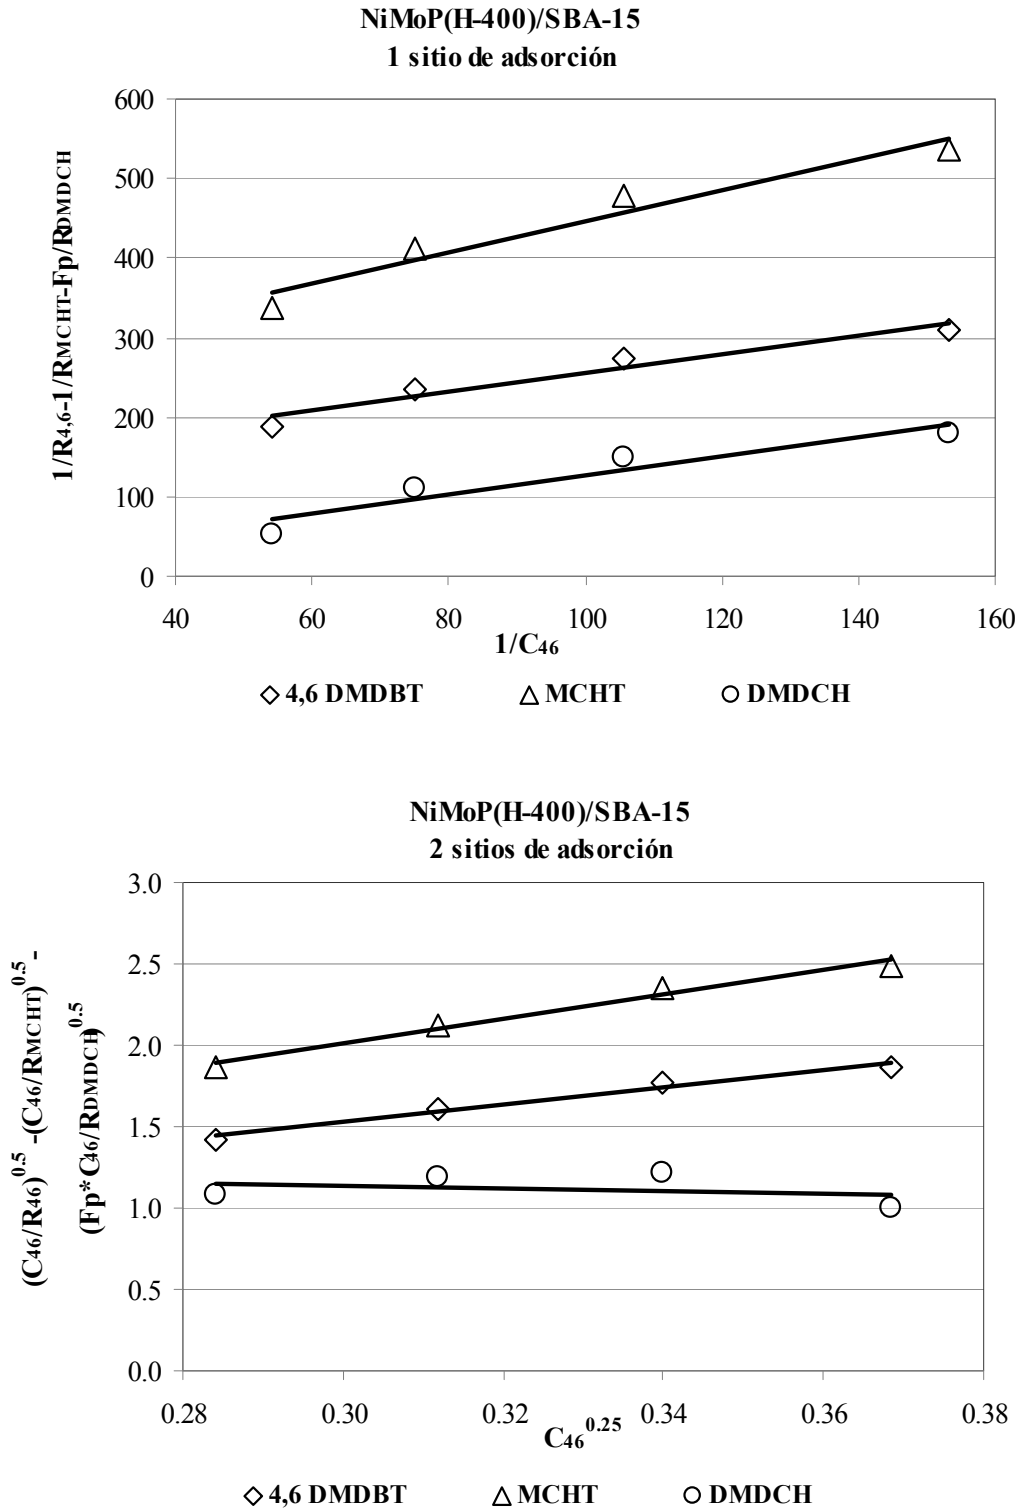 NiMoP(H-400)/SBA-15
1 sitio de adsorción
1/R4,6-1/RMCHT-Fp/RDMDCH
600
500
400
300
200
100
0
40 60 80 100 120 140 160
1/C46
4,6 DMDBT MCHT DMDCH
NiMoP(H-400)/SBA-15
2 sitios de adsorción
(C46/R46)^0.5 -(C46/RMCHT)^0.5 -
(Fp*C46/RDMDCH)^0.5
3.0
2.5
2.0
1.5
1.0
0.5
0.0
0.28 0.30 0.32 0.34 0.36 0.38
C46^0.25
4,6 DMDBT MCHT DMDCH